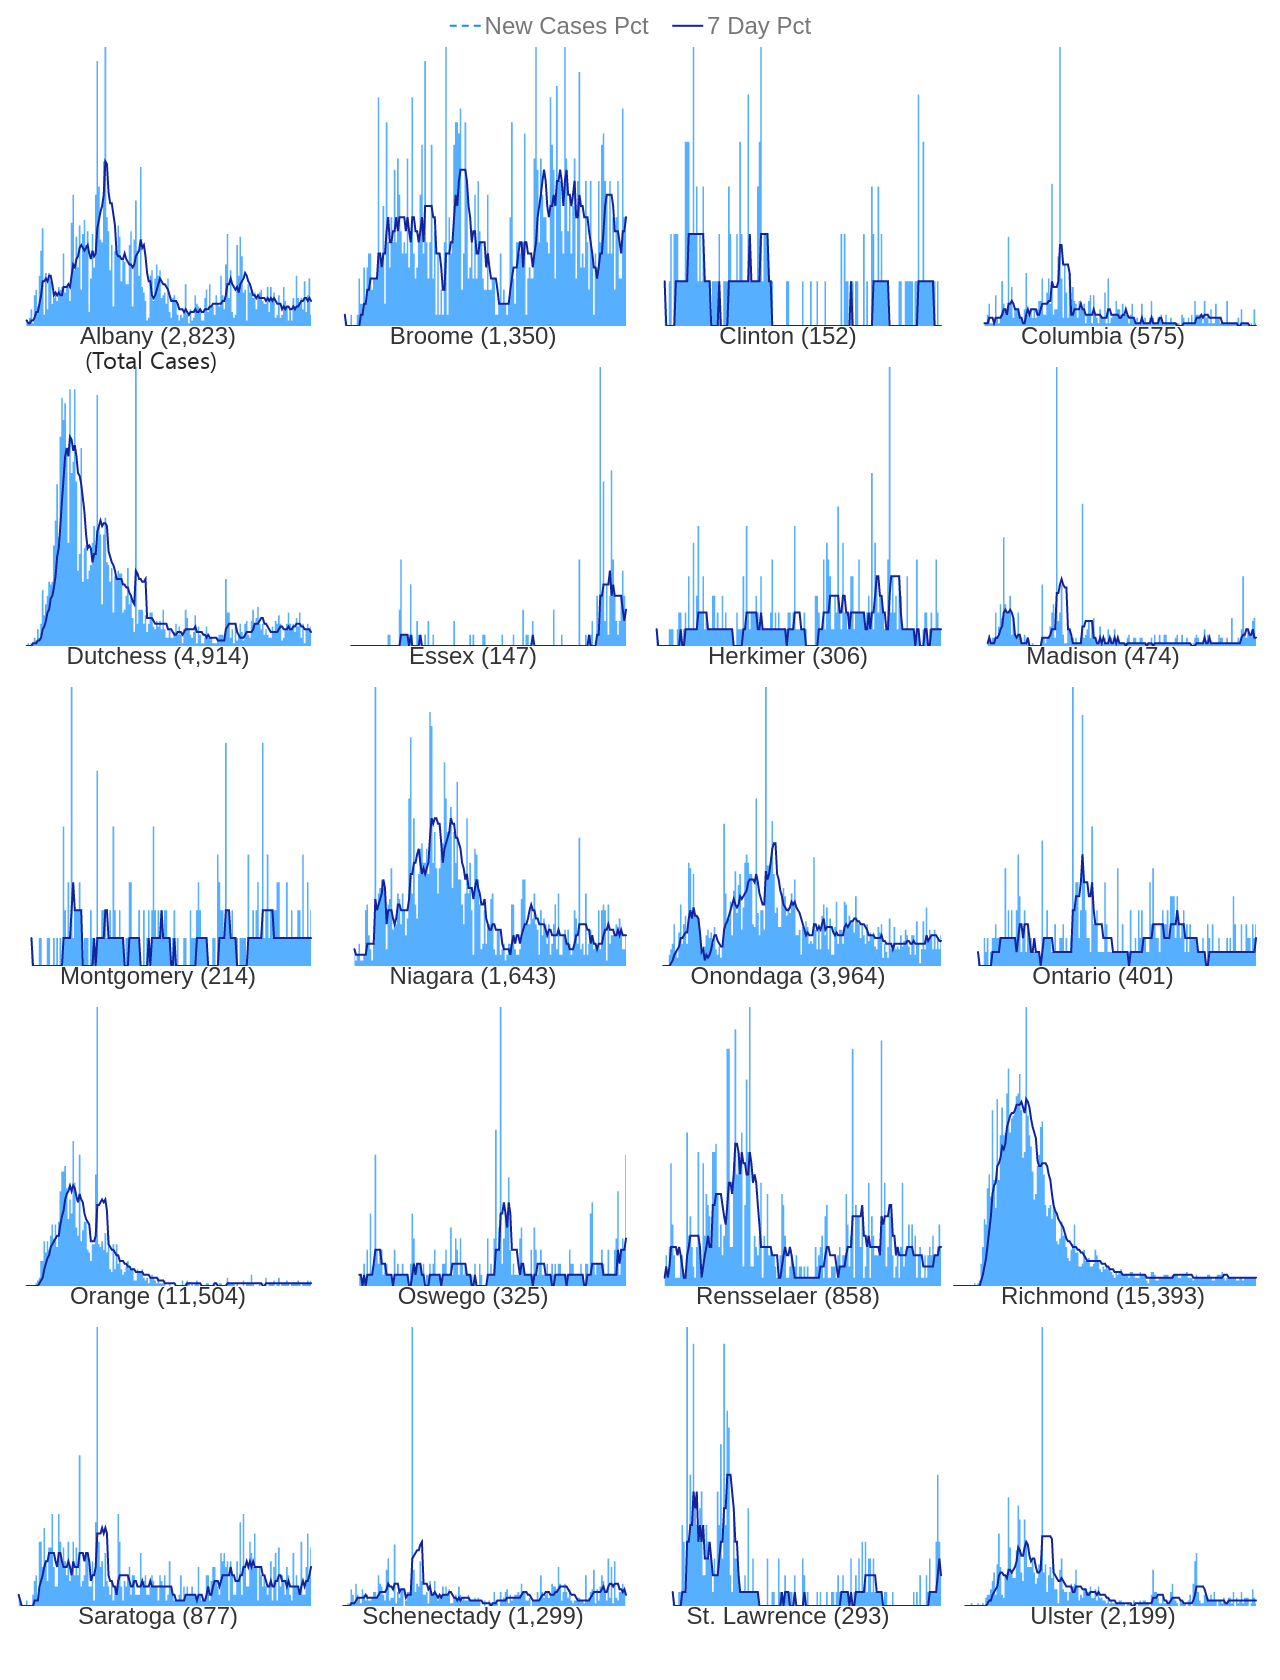 New Cases Pct 7 Day Pct
Albany (2,823) Broome (1,350) Clinton (152) Columbia (575)
(Total Cases)
Dutchess (4,914) Essex (147) Herkimer (306) Madison (474)
Montgomery (214) Niagara (1,643) Onondaga (3,964) Ontario (401)
Orange (11,504) Oswego (325) Rensselaer (858) Richmond (15,393)
Saratoga (877) Schenectady (1,299) St. Lawrence (293) Ulster (2,199)